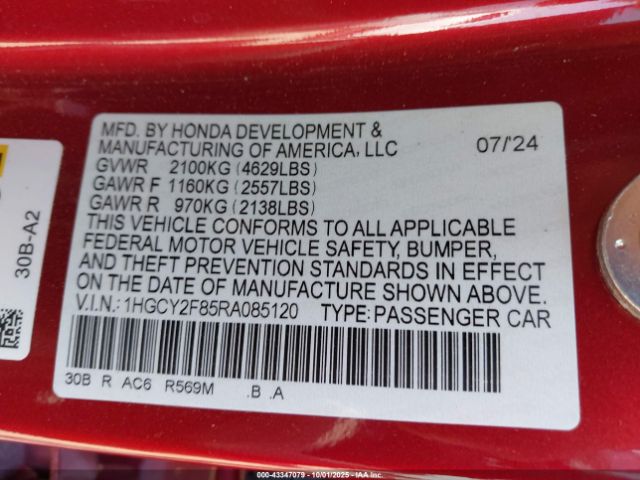 MFD. BY HONDA DEVELOPMENT &
MANUFACTURING OF AMERICA, LLC 07/'24
GVWR 2100KG (4629LBS)
GAWR F 1160KG (2557LBS)
GAWR R 970KG (2138LBS)
THIS VEHICLE CONFORMS TO ALL APPLICABLE
FEDERAL MOTOR VEHICLE SAFETY, BUMPER,
AND THEFT PREVENTION STANDARDS IN EFFECT
ON THE DATE OF MANUFACTURE SHOWN ABOVE.
V.I.N.: 1HGCY2F85RA085120 TYPE: PASSENGER CAR
30B R AC6 R569M .B .A
30B-A2
000-43347079 - 10/01/2025 - IAA Inc.